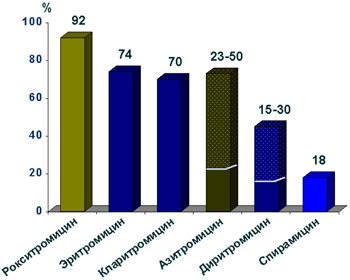 %
100
80
60
40
20
0
92
74
70
23-50
15-30
18
Рокситромицин
Эритромицин
Кларитромицин
Азитромицин
Диритромицин
Спирамицин